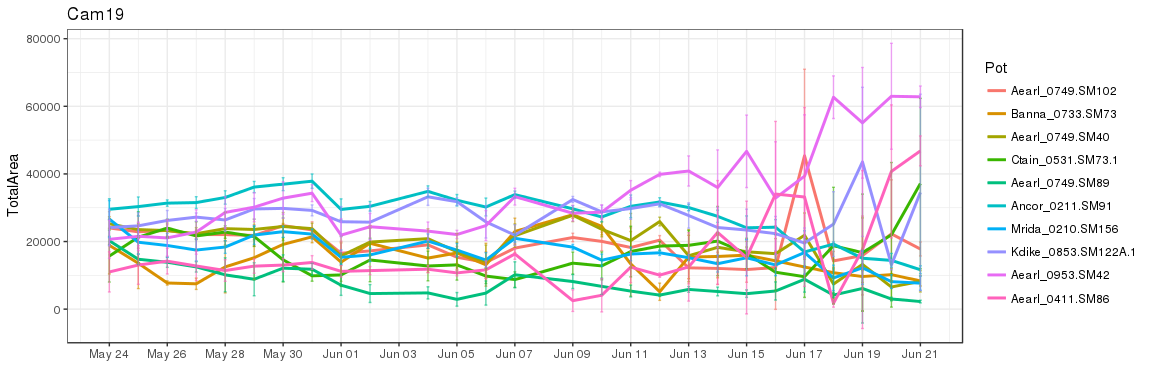 Cam19
TotalArea
80000
60000
40000
20000
0
May 24 May 26 May 28 May 30 Jun 01 Jun 03 Jun 05 Jun 07 Jun 09 Jun 11 Jun 13 Jun 15 Jun 17 Jun 19 Jun 21
Pot
Aearl_0749.SM102
Banna_0733.SM73
Aearl_0749.SM40
Ctain_0531.SM73.1
Aearl_0749.SM89
Ancor_0211.SM91
Mrida_0210.SM156
Kdike_0853.SM122A.1
Aearl_0953.SM42
Aearl_0411.SM86